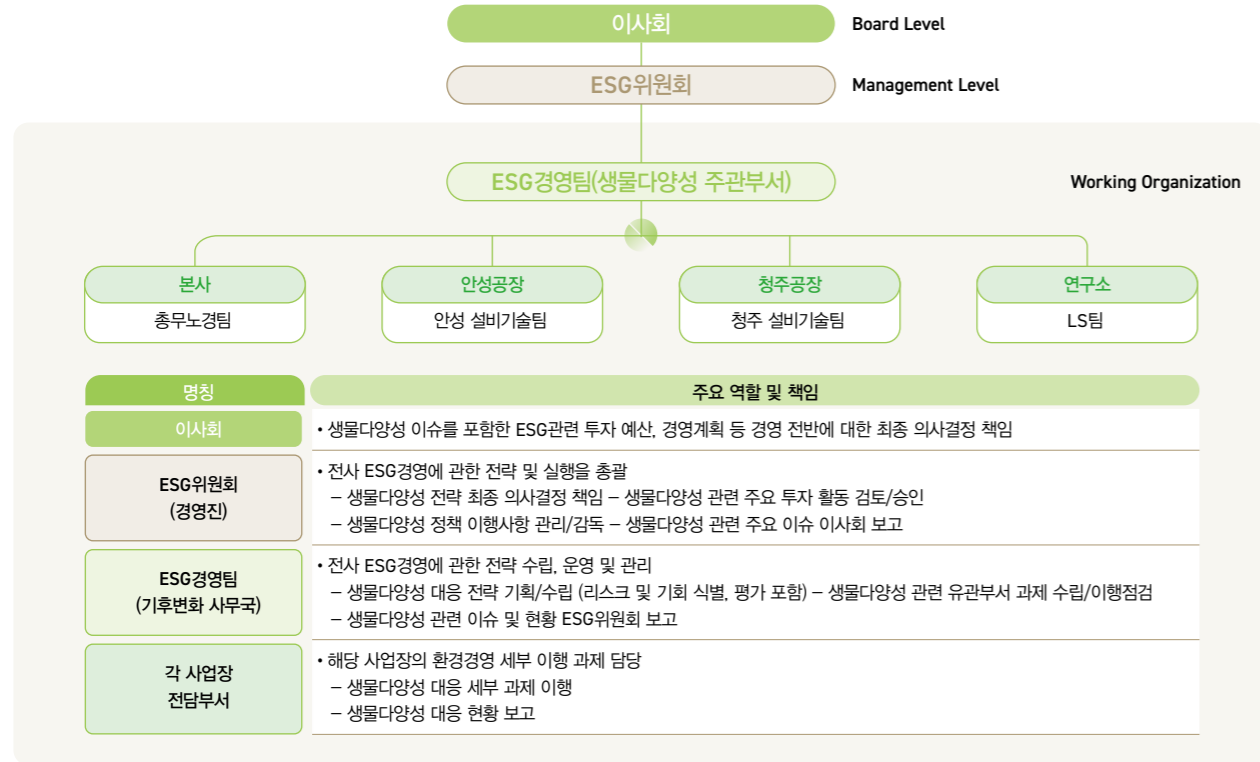 이사회 Board Level
ESG위원회 Management Level
ESG경영팀(생물다양성 주관부서) Working Organization
본사 안성공장 청주공장 연구소
총무노경팀 안성 설비기술팀 청주 설비기술팀 LS팀
명칭 주요 역할 및 책임
이사회 • 생물다양성 이슈를 포함한 ESG관련 투자 예산, 경영계획 등 경영 전반에 대한 최종 의사결정 책임
ESG위원회
(경영진)
• 전사 ESG경영에 관한 전략 및 실행을 총괄
– 생물다양성 전략 최종 의사결정 책임 – 생물다양성 관련 주요 투자 활동 검토/승인
– 생물다양성 정책 이행사항 관리/감독 – 생물다양성 관련 주요 이슈 이사회 보고
ESG경영팀
(기후변화 사무국)
• 전사 ESG경영에 관한 전략 수립, 운영 및 관리
– 생물다양성 대응 전략 기획/수립 (리스크 및 기회 식별, 평가 포함) – 생물다양성 관련 유관부서 과제 수립/이행점검
– 생물다양성 관련 이슈 및 현황 ESG위원회 보고
각 사업장
전담부서
• 해당 사업장의 환경경영 세부 이행 과제 담당
– 생물다양성 대응 세부 과제 이행
– 생물다양성 대응 현황 보고